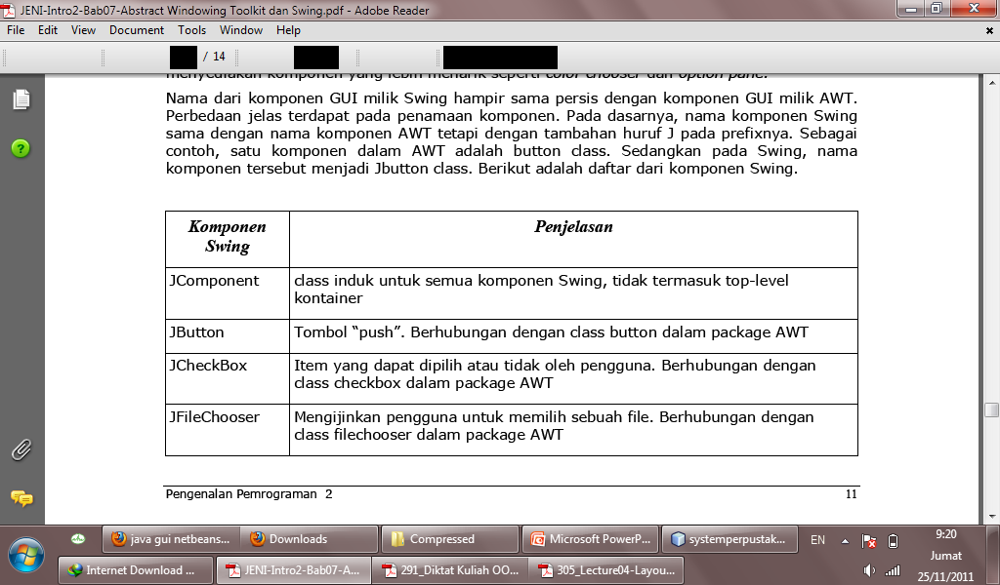 JENI-Intro2-Bab07-Abstract Windowing Toolkit dan Swing.pdf - Adobe Reader
File Edit View Document Tools Window Help
/ 14
menyediakan komponen yang lebih menarik seperti color chooser dan option pane.
Nama dari komponen GUI milik Swing hampir sama persis dengan komponen GUI milik AWT.
Perbedaan jelas terdapat pada penamaan komponen. Pada dasarnya, nama komponen Swing
sama dengan nama komponen AWT tetapi dengan tambahan huruf J pada prefixnya. Sebagai
contoh, satu komponen dalam AWT adalah button class. Sedangkan pada Swing, nama
komponen tersebut menjadi Jbutton class. Berikut adalah daftar dari komponen Swing.
Komponen
Swing
Penjelasan
JComponent
class induk untuk semua komponen Swing, tidak termasuk top-level
kontainer
JButton
Tombol “push”. Berhubungan dengan class button dalam package AWT
JCheckBox
Item yang dapat dipilih atau tidak oleh pengguna. Berhubungan dengan
class checkbox dalam package AWT
JFileChooser
Mengijinkan pengguna untuk memilih sebuah file. Berhubungan dengan
class filechooser dalam package AWT
Pengenalan Pemrograman 2 11
java gui netbeans... Downloads Compressed Microsoft PowerP... systemperpustak... EN 9:20
Jumat
Internet Download ... JENI-Intro2-Bab07-A... 291_Diktat Kuliah OO... 305_Lecture04-Layou... 25/11/2011